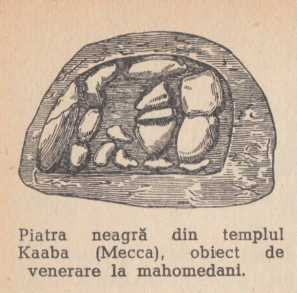 Piatra neagră din templul
Kaaba (Mecca), obiect de
venerare la mahomedani.